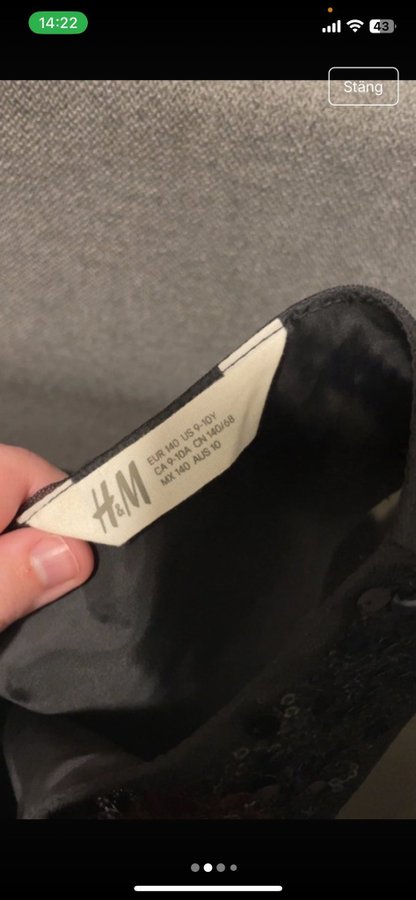 14:22
43
Stäng
H&M
EUR 140 US 9-10Y
CA 9-10A CN 140/68
MX 140 AUS 10